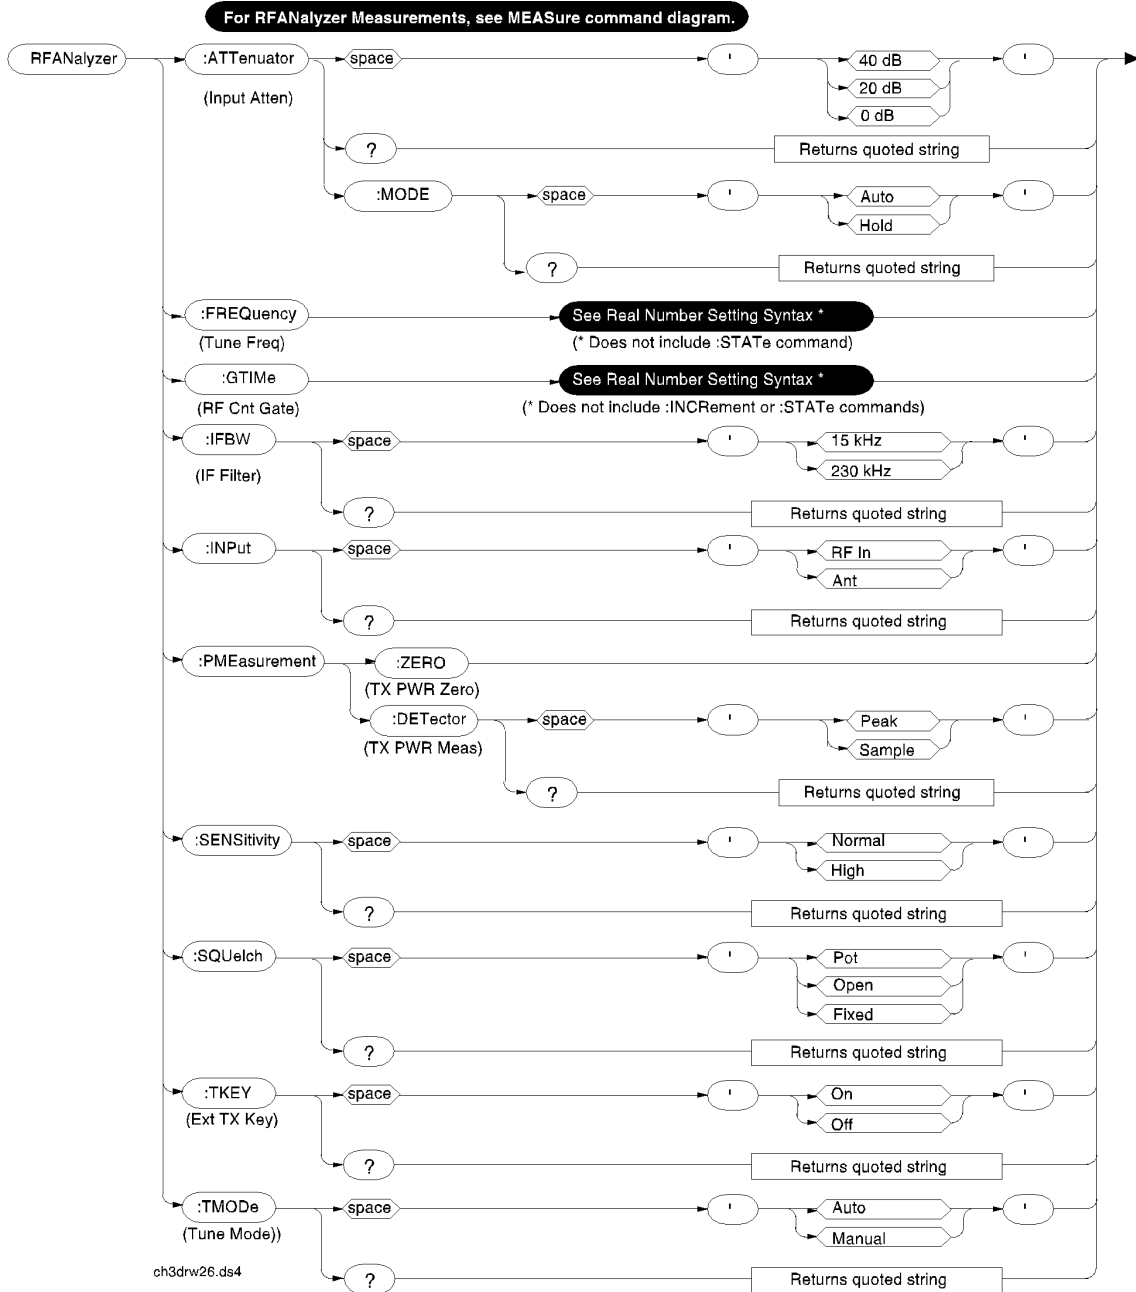 For RFANalyzer Measurements, see MEASure command diagram.
RFANalyzer :ATTenuator space ' 40 dB '
(Input Atten) 20 dB
0 dB
? Returns quoted string
:MODE space ' Auto '
Hold
? Returns quoted string
:FREQuency See Real Number Setting Syntax *
(Tune Freq) (* Does not include :STATe command)
:GTIMe See Real Number Setting Syntax *
(RF Cnt Gate) (* Does not include :INCRement or :STATe commands)
:IFBW space ' 15 kHz '
(IF Filter) 230 kHz
? Returns quoted string
:INPut space ' RF In '
Ant
? Returns quoted string
:PMEasurement :ZERO
(TX PWR Zero)
:DETector space ' Peak '
(TX PWR Meas) Sample
? Returns quoted string
:SENSitivity space ' Normal '
High
? Returns quoted string
:SQUelch space ' Pot '
Open
Fixed
? Returns quoted string
:TKEY space ' On '
(Ext TX Key) Off
? Returns quoted string
:TMODe space ' Auto '
(Tune Mode)) Manual
ch3drw26.ds4 ? Returns quoted string